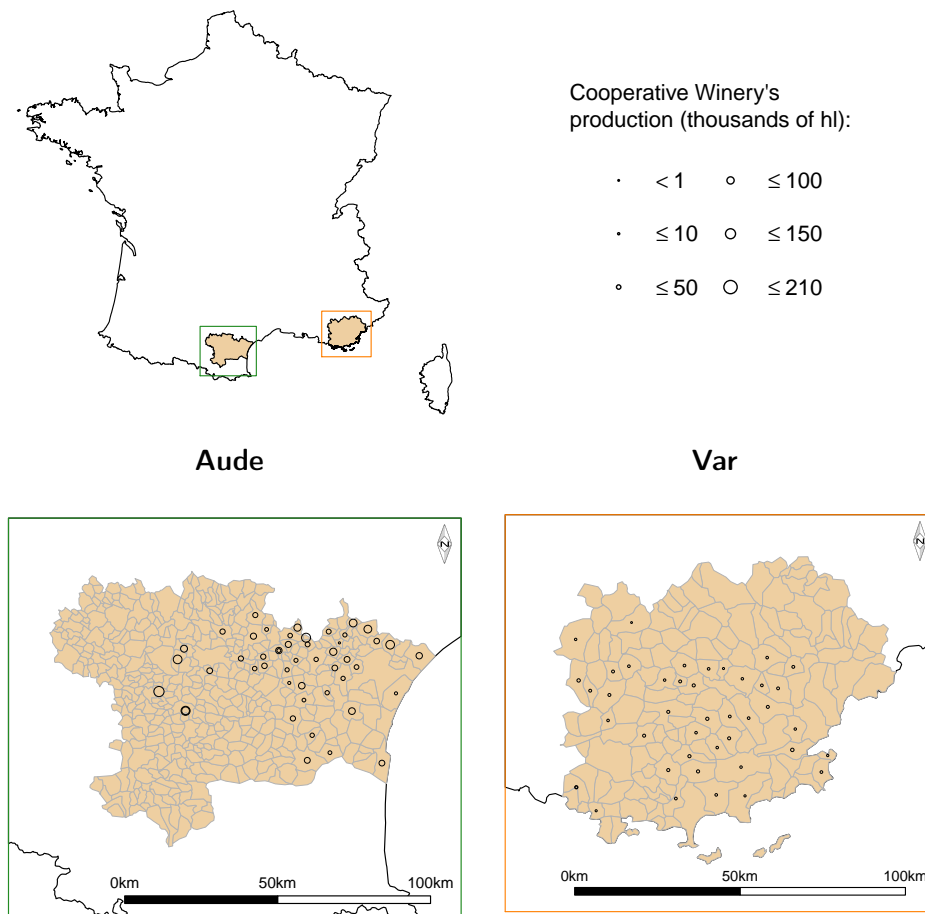 Cooperative Winery's
production (thousands of hl):
< 1 ≤ 100
≤ 10 ≤ 150
≤ 50 ≤ 210
Aude Var
N N
0km 50km 100km
0km 50km 100km